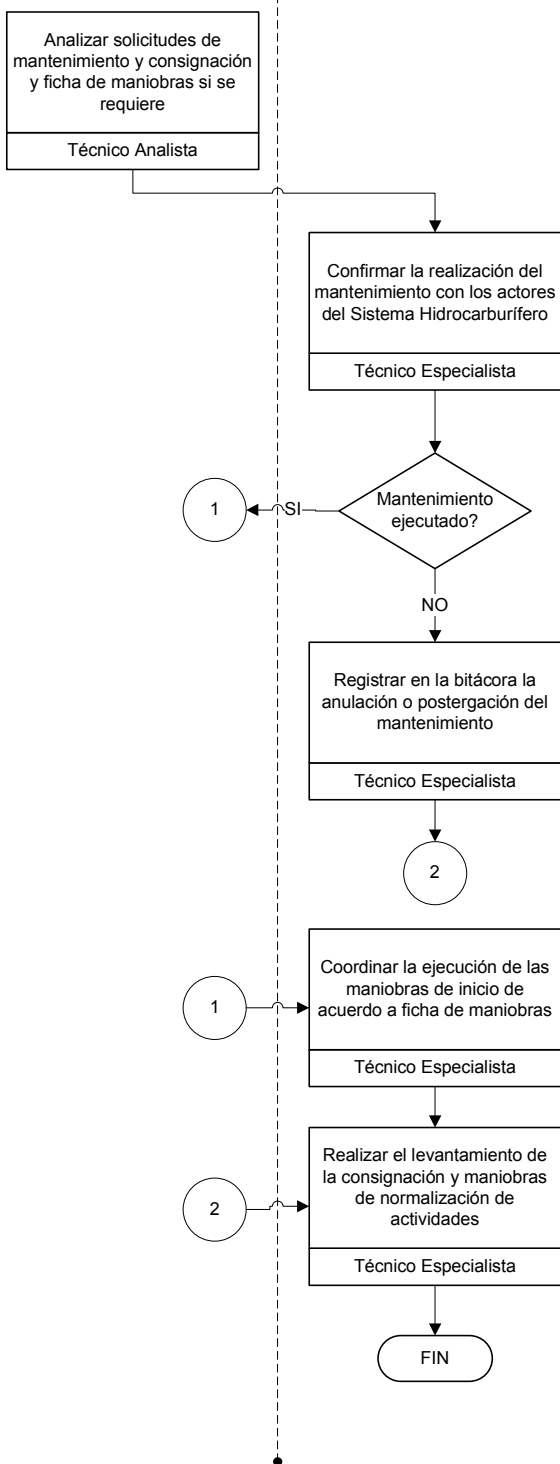 Analizar solicitudes de
mantenimiento y consignación
y ficha de maniobras si se
requiere
Técnico Analista
Confirmar la realización del
mantenimiento con los actores
del Sistema Hidrocarburífero
Técnico Especialista
Mantenimiento
ejecutado?
SI
1
NO
Registrar en la bitácora la
anulación o postergación del
mantenimiento
Técnico Especialista
2
1
Coordinar la ejecución de las
maniobras de inicio de
acuerdo a ficha de maniobras
Técnico Especialista
2
Realizar el levantamiento de
la consignación y maniobras
de normalización de
actividades
Técnico Especialista
FIN